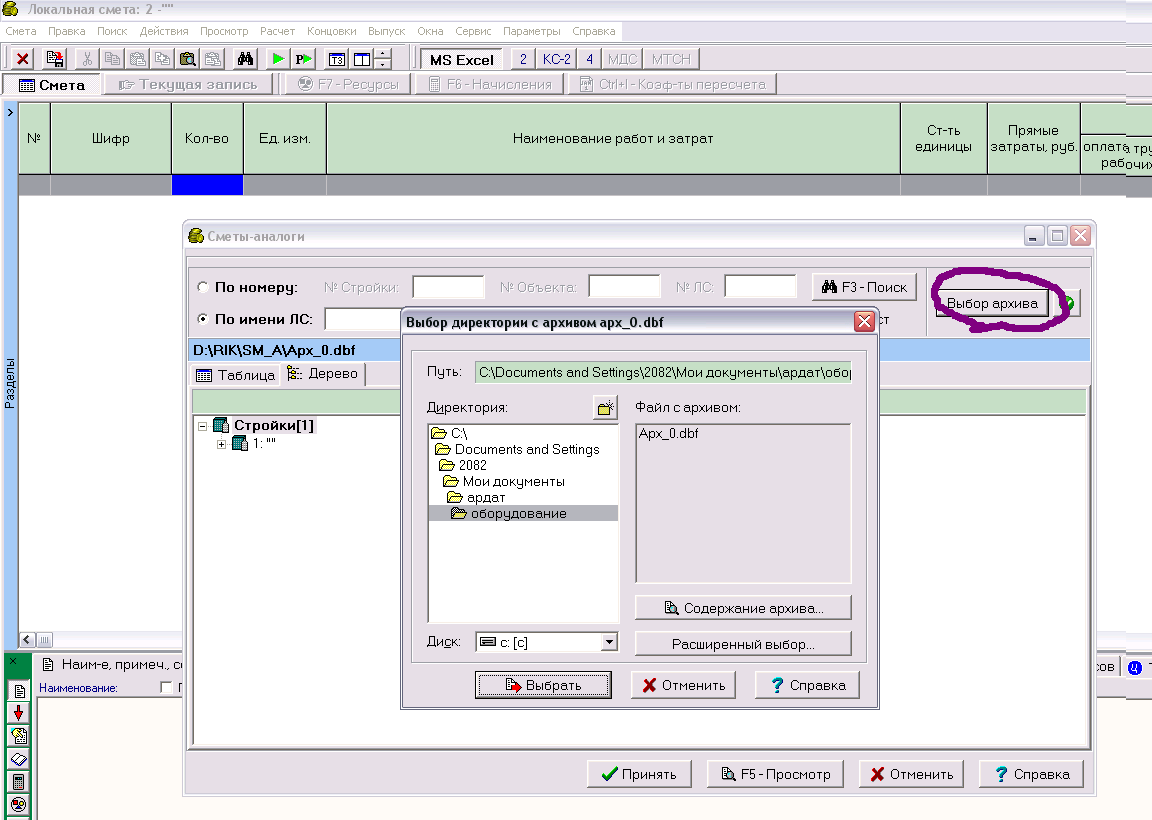 Локальная смета: 2 -""
Смета Правка Поиск Действия Просмотр Расчет Концовки Выпуск Окна Сервис Параметры Справка
P T3 MS Excel 2 КС-2 4 МДС МТСН
Смета Текущая запись F7 - Ресурсы F6 - Начисления Ctrl+I - Коэф-ты пересчета
№ Шифр Кол-во Ед. изм. Наименование работ и затрат Ст-ть единицы Прямые затраты, руб. оплата
Разделы
Сметы-аналоги
По номеру: № Стройки: № Объекта: № ЛС: F3 - Поиск Выбор архива
По имени ЛС:
D:\RIK\SM_A\Apx_0.dbf
Таблица Дерево
Стройки[1]
1: ""
Выбор директории с архивом apx_0.dbf
Путь: C:\Documents and Settings\2082\Мои документы\ардат\обор
Директория: Файл с архивом:
C:\ Apx_0.dbf
Documents and Settings
2082
Мои документы
ардат
оборудование
Содержание архива...
Диск: c: [c] Расширенный выбор...
Выбрать Отменить Справка
Наим-е, примеч., с
Наименование:
Принять F5 - Просмотр Отменить Справка